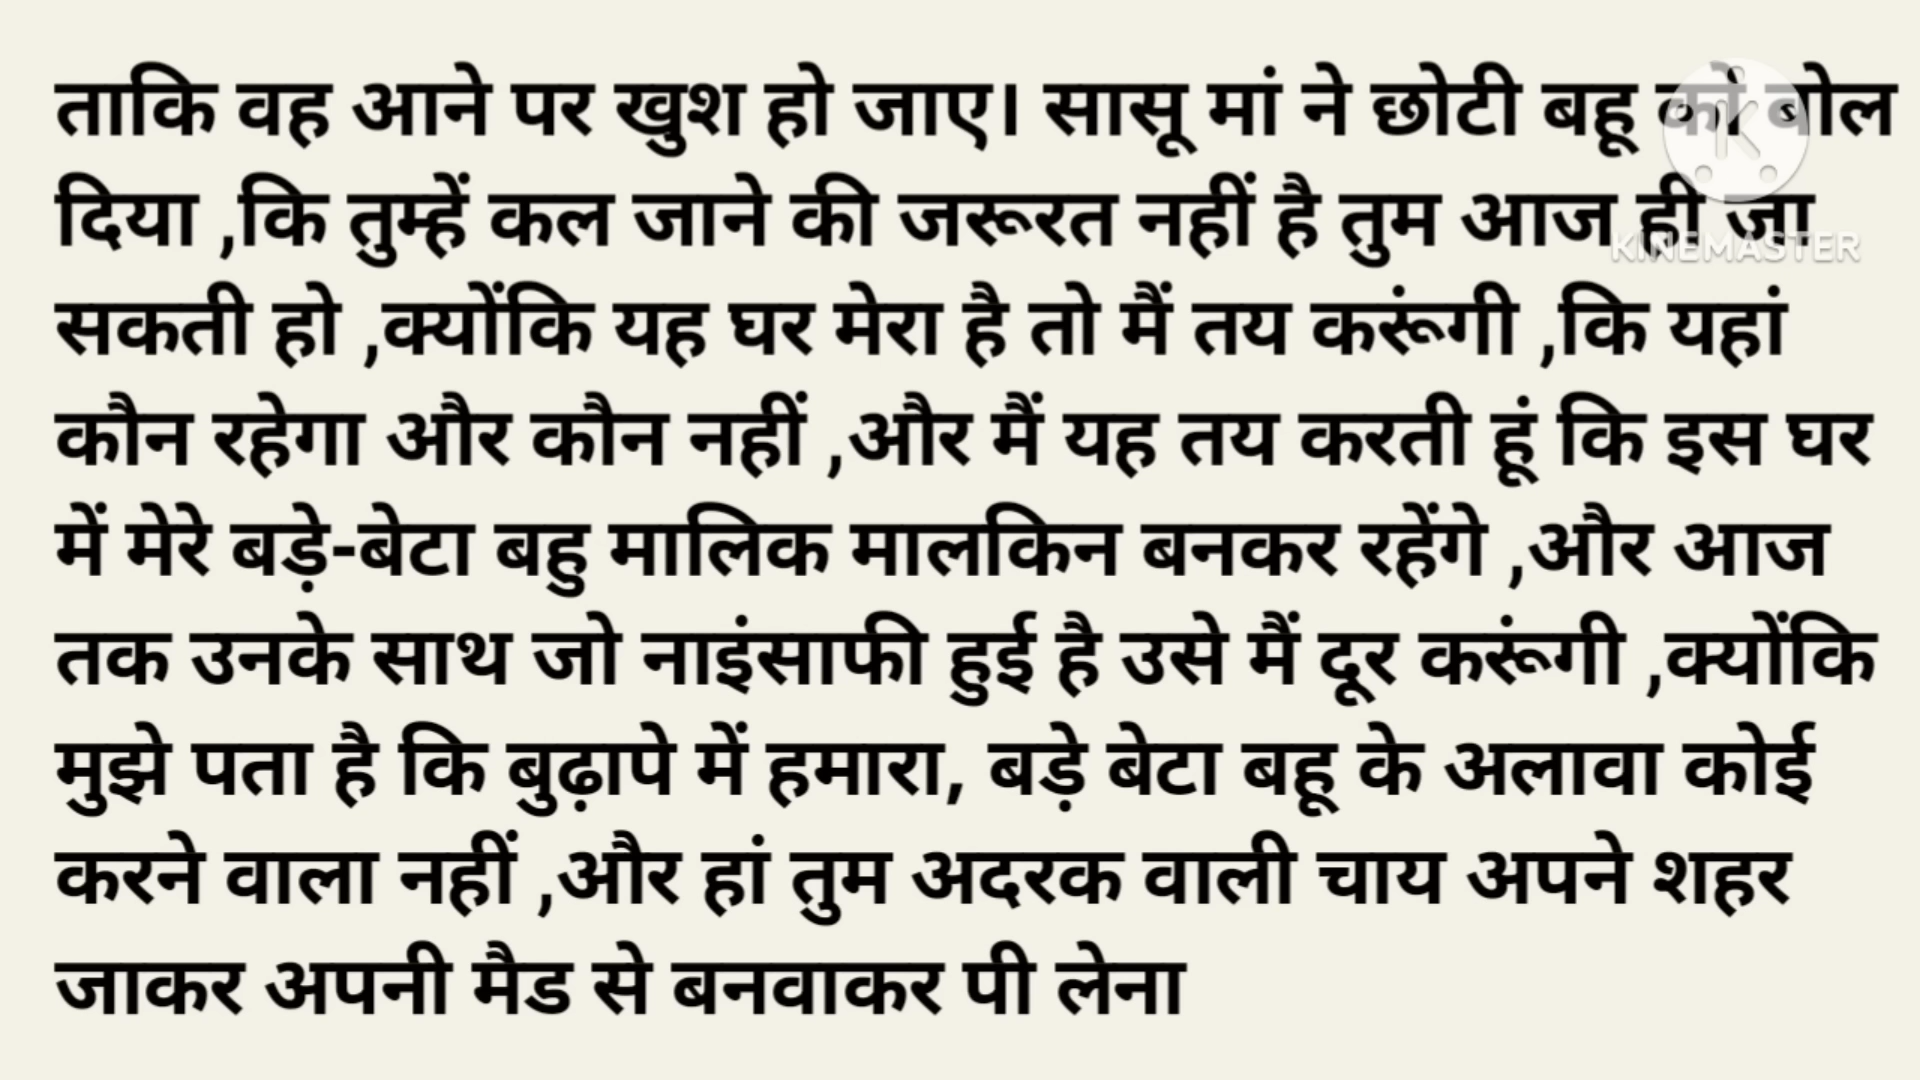 ताकि वह आने पर खुश हो जाए। सासू मां ने छोटी बहू को बोल
दिया ,कि तुम्हें कल जाने की जरूरत नहीं है तुम आज ही जा
सकती हो ,क्योंकि यह घर मेरा है तो मैं तय करूंगी ,कि यहां
कौन रहेगा और कौन नहीं ,और मैं यह तय करती हूं कि इस घर
में मेरे बड़े-बेटा बहु मालिक मालकिन बनकर रहेंगे ,और आज
तक उनके साथ जो नाइंसाफी हुई है उसे मैं दूर करूंगी ,क्योंकि
मुझे पता है कि बुढ़ापे में हमारा, बड़े बेटा बहू के अलावा कोई
करने वाला नहीं ,और हां तुम अदरक वाली चाय अपने शहर
जाकर अपनी मैड से बनवाकर पी लेना
K
KINEMASTER